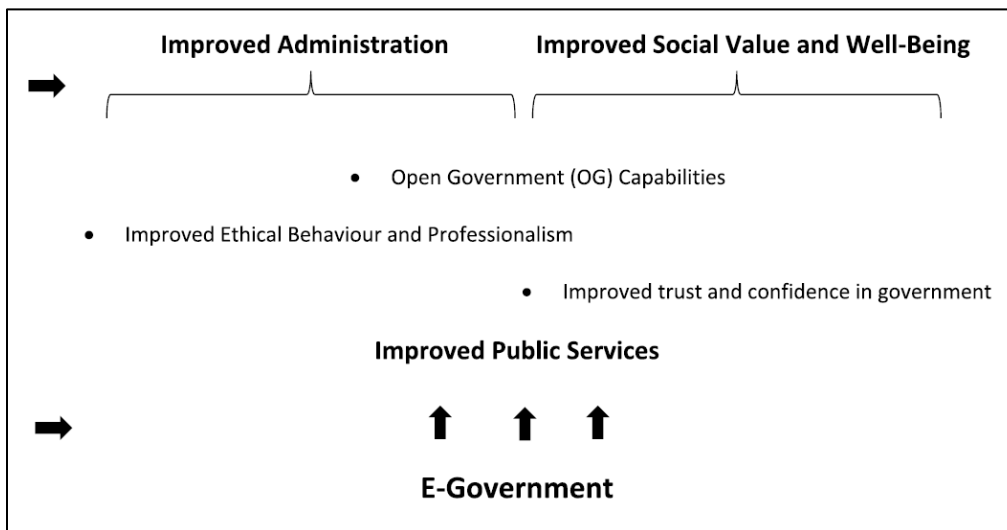 Improved Administration
Improved Social Value and Well-Being
• Open Government (OG) Capabilities
• Improved Ethical Behaviour and Professionalism
• Improved trust and confidence in government
Improved Public Services
E-Government